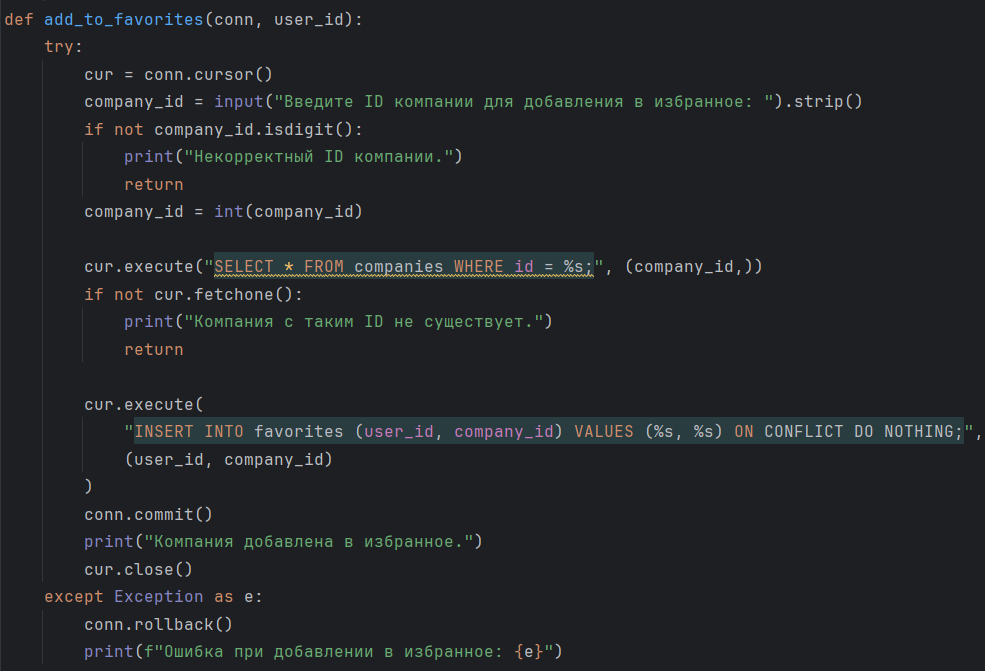 def add_to_favorites(conn, user_id):
    try:
        cur = conn.cursor()
        company_id = input("Введите ID компании для добавления в избранное: ").strip()
        if not company_id.isdigit():
            print("Некорректный ID компании.")
            return
        company_id = int(company_id)

        cur.execute("SELECT * FROM companies WHERE id = %s;", (company_id,))
        if not cur.fetchone():
            print("Компания с таким ID не существует.")
            return

        cur.execute(
            "INSERT INTO favorites (user_id, company_id) VALUES (%s, %s) ON CONFLICT DO NOTHING;",
            (user_id, company_id)
        )
        conn.commit()
        print("Компания добавлена в избранное.")
        cur.close()
    except Exception as e:
        conn.rollback()
        print(f"Ошибка при добавлении в избранное: {e}")